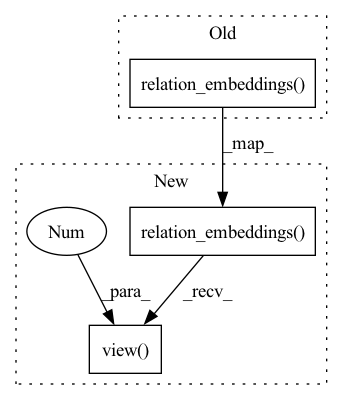 Old
relation_embeddings()
_map_
New
Num
relation_embeddings()
_para_
_recv_
view()